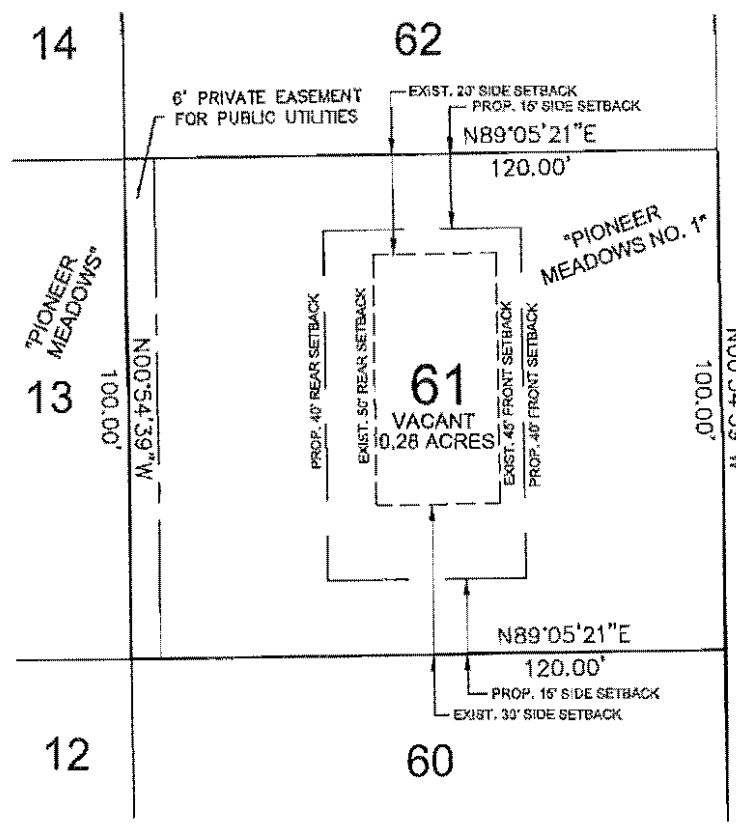 14
62
6' PRIVATE EASEMENT
FOR PUBLIC UTILITIES
EXIST. 20' SIDE SETBACK
PROP. 15' SIDE SETBACK
N89°05'21"E
120.00'
"PIONEER
MEADOWS"
"PIONEER
MEADOWS NO. 1"
13
N00°54'39"W
100.00'
PROP. 40' REAR SETBACK
EXIST. 50' REAR SETBACK
61
VACANT
0.28 ACRES
EXIST. 45' FRONT SETBACK
PROP. 40' FRONT SETBACK
N00°54'39"W
100.00'
N89°05'21"E
120.00'
PROP. 15' SIDE SETBACK
EXIST. 30' SIDE SETBACK
12
60